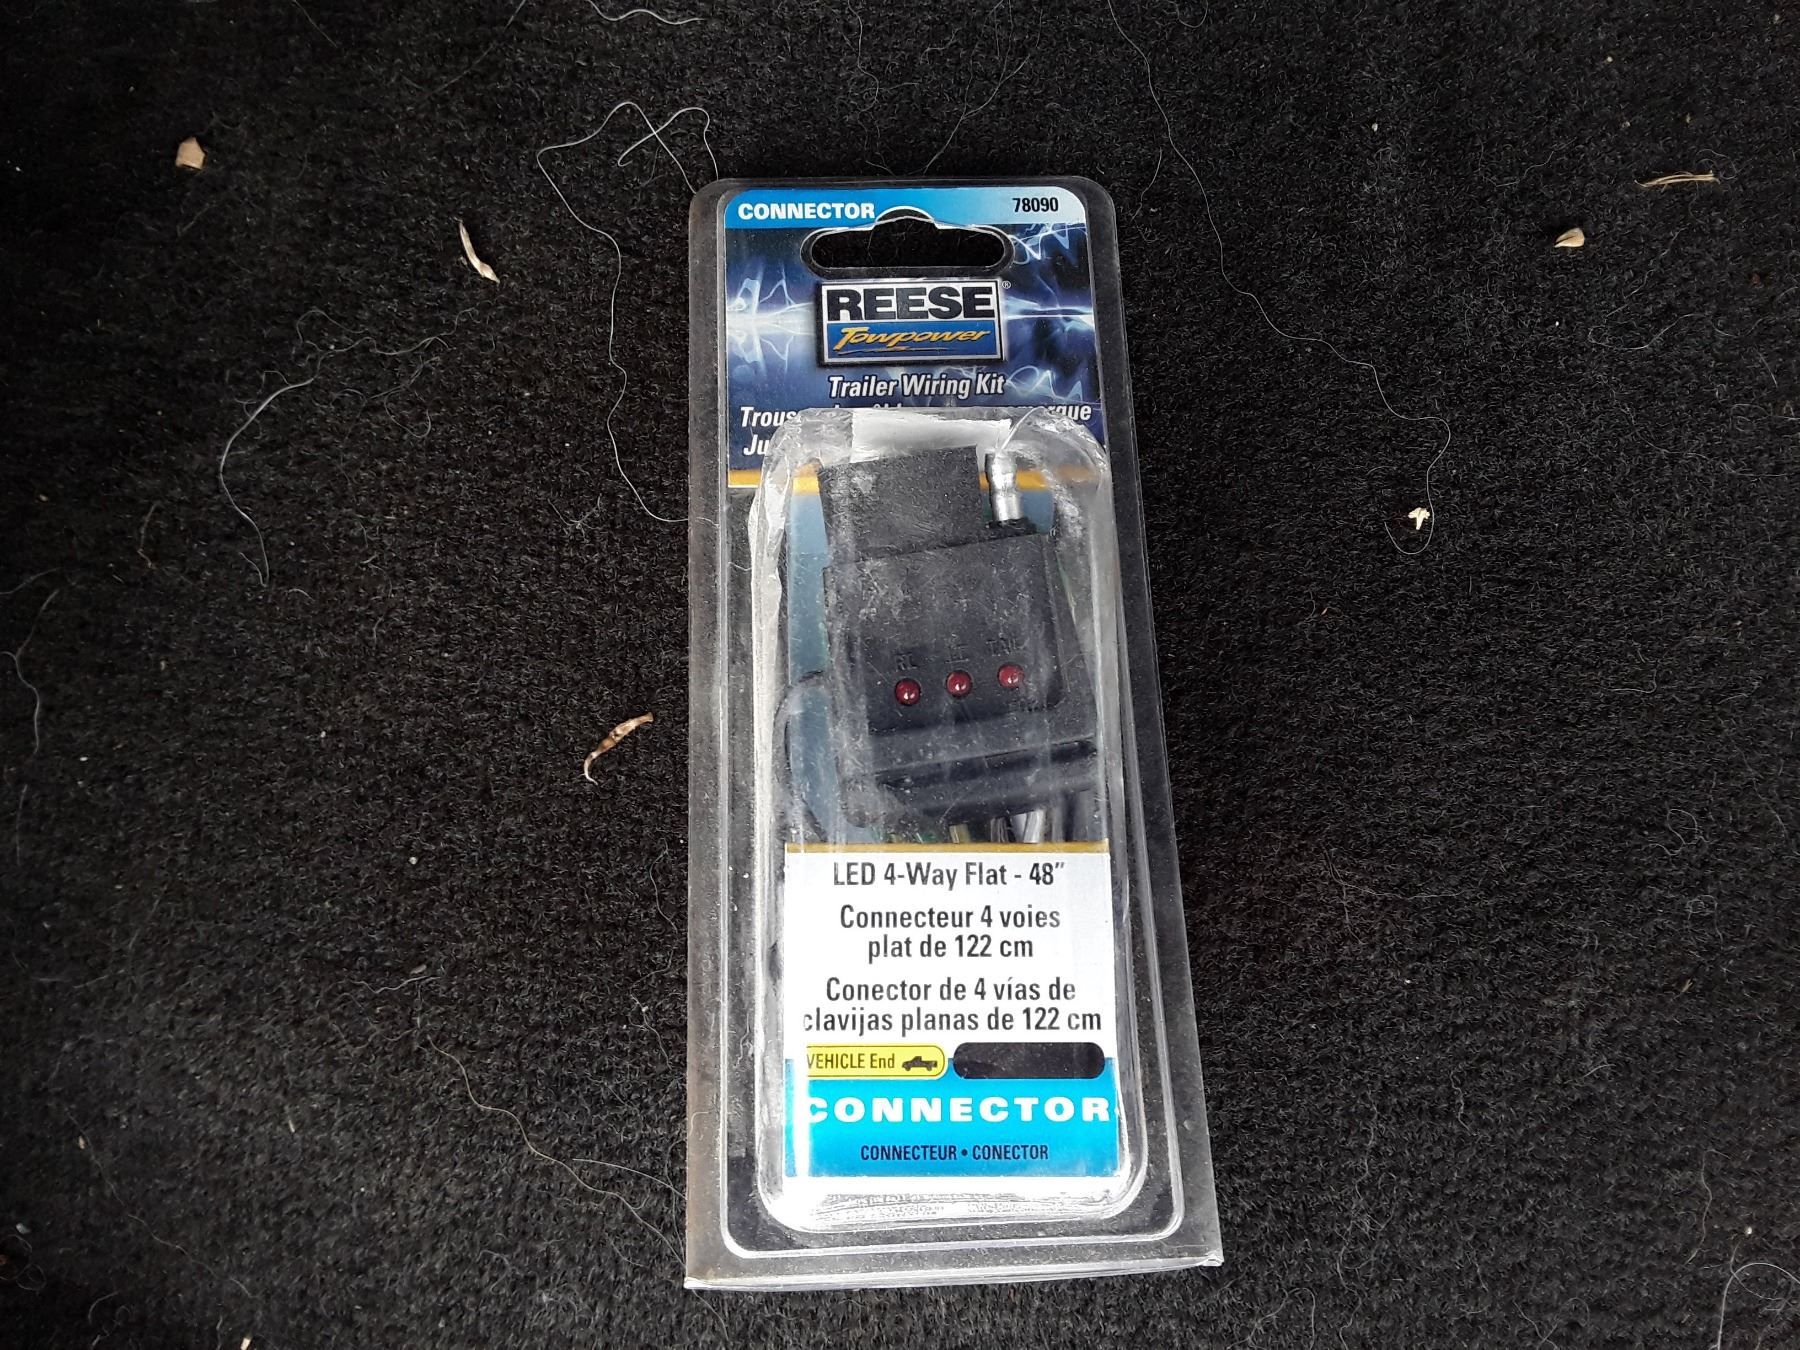 CONNECTOR 78090
REESE®
Towpower
Trailer Wiring Kit
LED 4-Way Flat - 48"
Connecteur 4 voies
plat de 122 cm
Conector de 4 vías de
clavijas planas de 122 cm
VEHICLE End
CONNECTOR
CONNECTEUR • CONECTOR